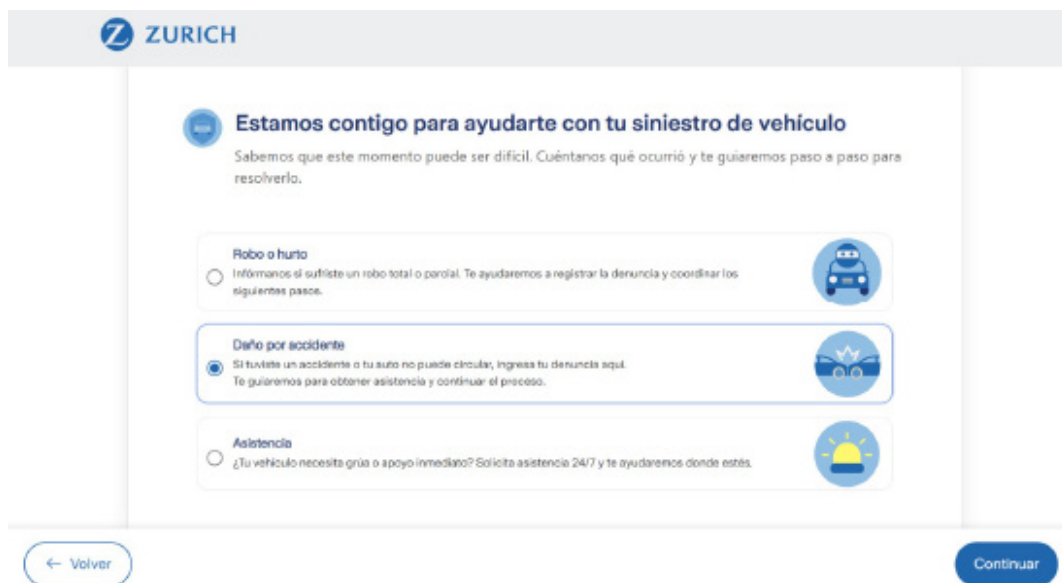 ZURICH
Estamos contigo para ayudarte con tu siniestro de vehículo
Sabemos que este momento puede ser difícil. Cuéntanos qué ocurrió y te guiaremos paso a paso para
resolverlo.
Robo o hurto
Infórmanos si sufriste un robo total o parcial. Te ayudaremos a registrar la denuncia y coordinar los
siguientes pasos.
Daño por accidente
Si tuviste un accidente o tu auto no puede circular, ingresa tu denuncia aquí.
Te guiaremos para obtener asistencia y continuar el proceso.
Asistencia
¿Tu vehículo necesita grúa o apoyo inmediato? Solicita asistencia 24/7 y te ayudaremos donde estés.
← Volver
Continuar